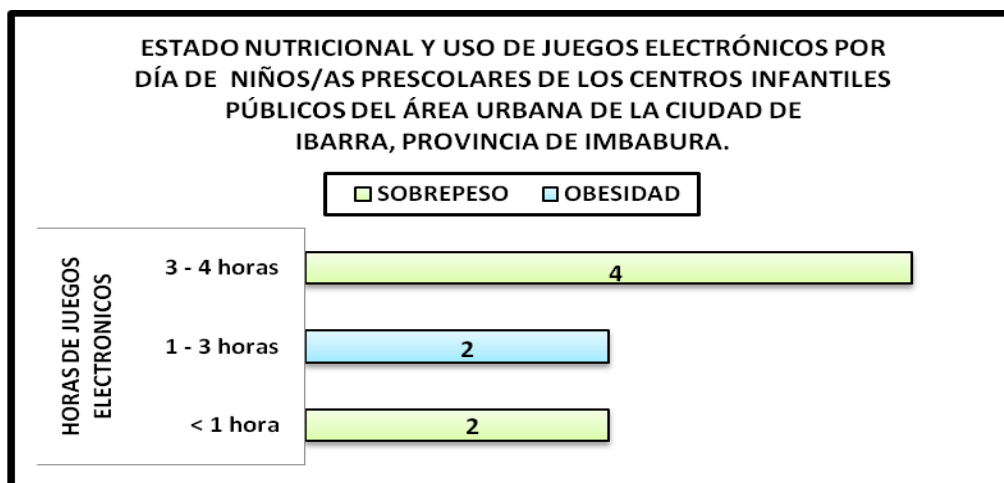 ESTADO NUTRICIONAL Y USO DE JUEGOS ELECTRÓNICOS POR
DÍA DE NIÑOS/AS PRESCOLARES DE LOS CENTROS INFANTILES
PÚBLICOS DEL ÁREA URBANA DE LA CIUDAD DE
IBARRA, PROVINCIA DE IMBABURA.
SOBREPESO OBESIDAD
HORAS DE JUEGOS
ELECTRONICOS
3 - 4 horas 4
1 - 3 horas 2
< 1 hora 2